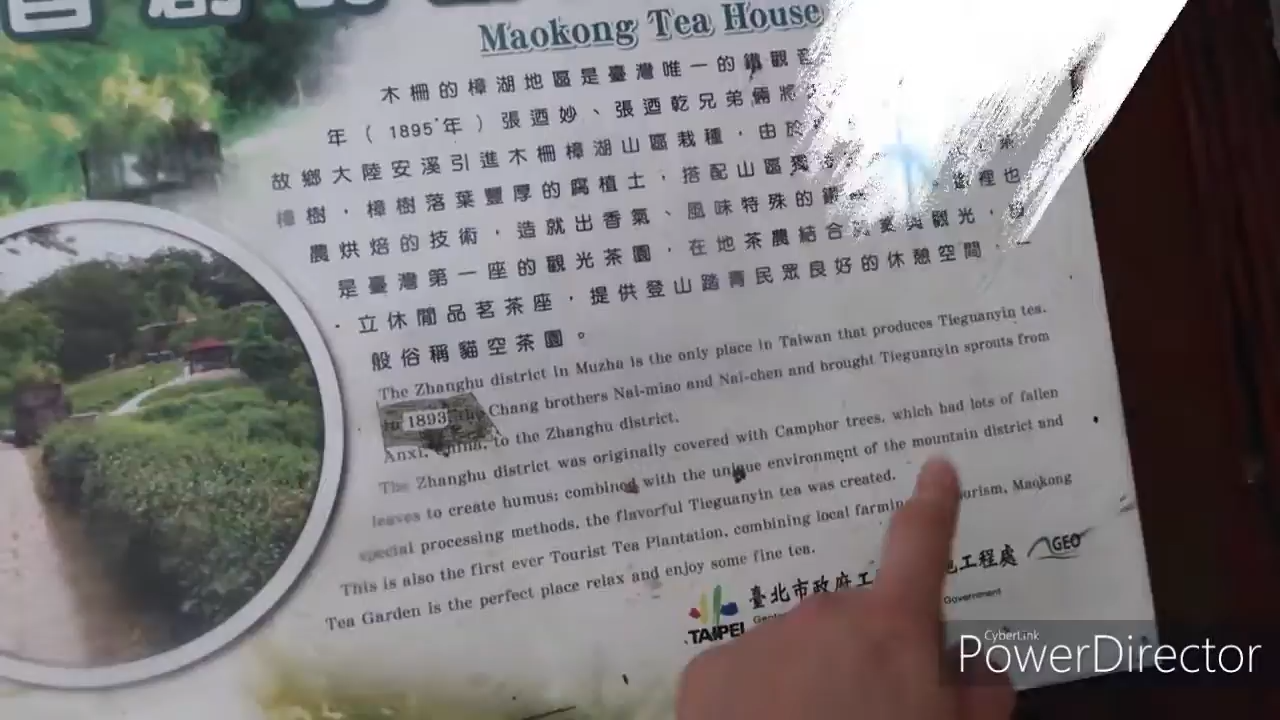 Maokong Tea House
木柵的樟湖地區是臺灣唯一的鐵觀音
年（1895年）張迺妙、張迺乾兄弟倆將
故鄉大陸安溪引進木柵樟湖山區栽種，由於
樟樹，樟樹落葉豐厚的腐植土，搭配山區獨
農烘焙的技術，造就出香氣、風味特殊的鐵 裡也
是臺灣第一座的觀光茶園，在地茶農結合 觀光，
立休閒品茗茶座，提供登山踏青民眾良好的休憩空間，一
般俗稱貓空茶園。
The Zhanghu district in Muzha is the only place in Taiwan that produces Tieguanyin tea.
In 1893, the Chang brothers Nai-miao and Nai-chen and brought Tieguanyin sprouts from
Anxi, China, to the Zhanghu district.
The Zhanghu district was originally covered with Camphor trees, which had lots of fallen
leaves to create humus; combined with the unique environment of the mountain district and
special processing methods, the flavorful Tieguanyin tea was created.
This is also the first ever Tourist Tea Plantation, combining local farming Maokong
Tea Garden is the perfect place relax and enjoy some fine tea.
臺北市政府工 工程處 GEO
TAIPEI Government
CyberLink
PowerDirector